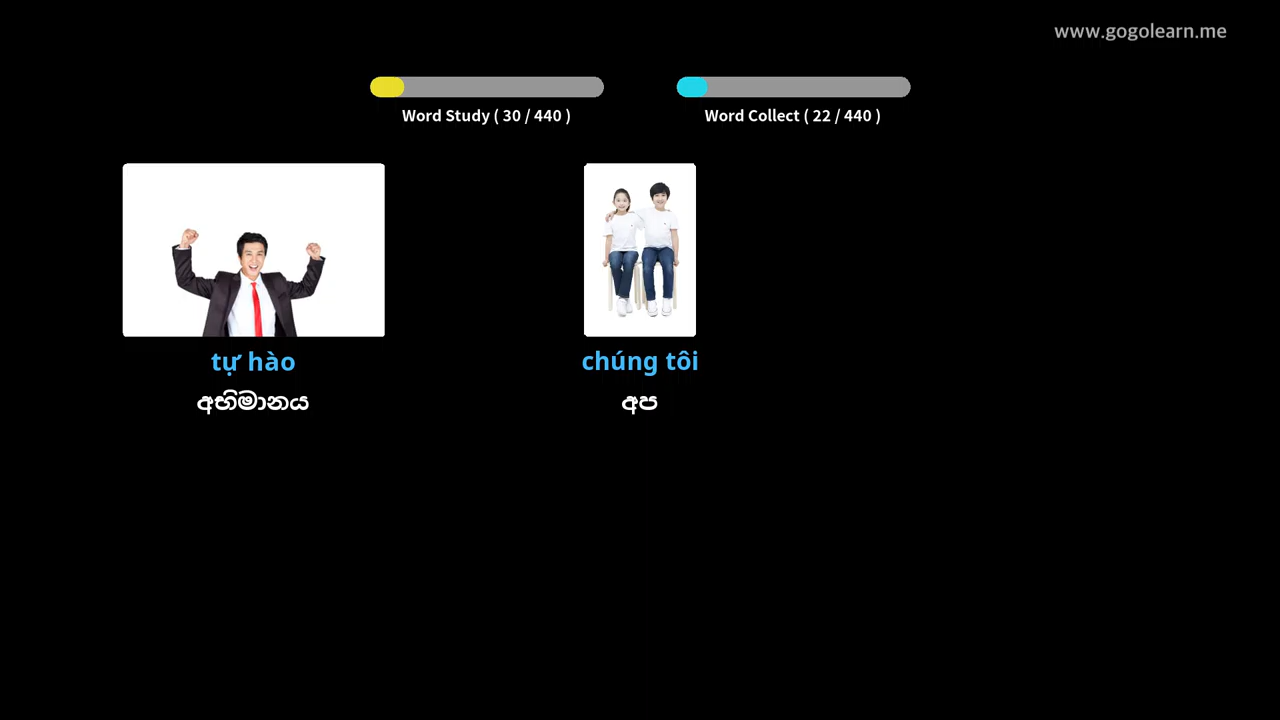 www.gogolearn.me
Word Study ( 30 / 440 )
Word Collect ( 22 / 440 )
tự hào
chúng tôi
අභිමානය
අප